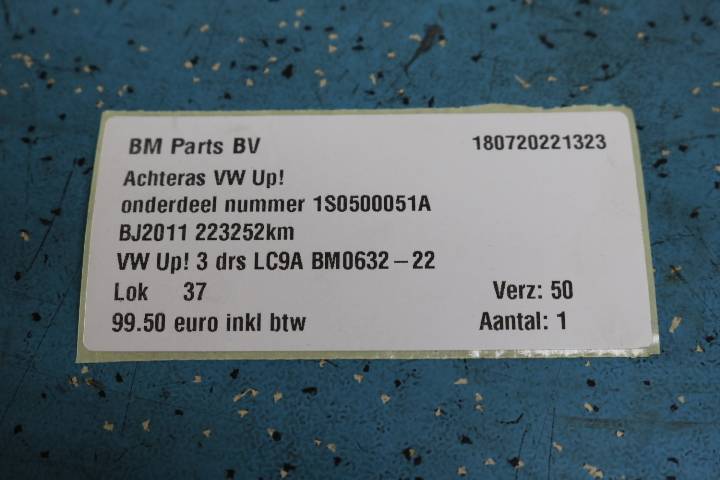 BM Parts BV 180720221323
Achteras VW Up!
onderdeel nummer 1S0500051A
BJ2011 223252km
VW Up! 3 drs LC9A BM0632-22
Lok 37 Verz: 50
99.50 euro inkl btw Aantal: 1